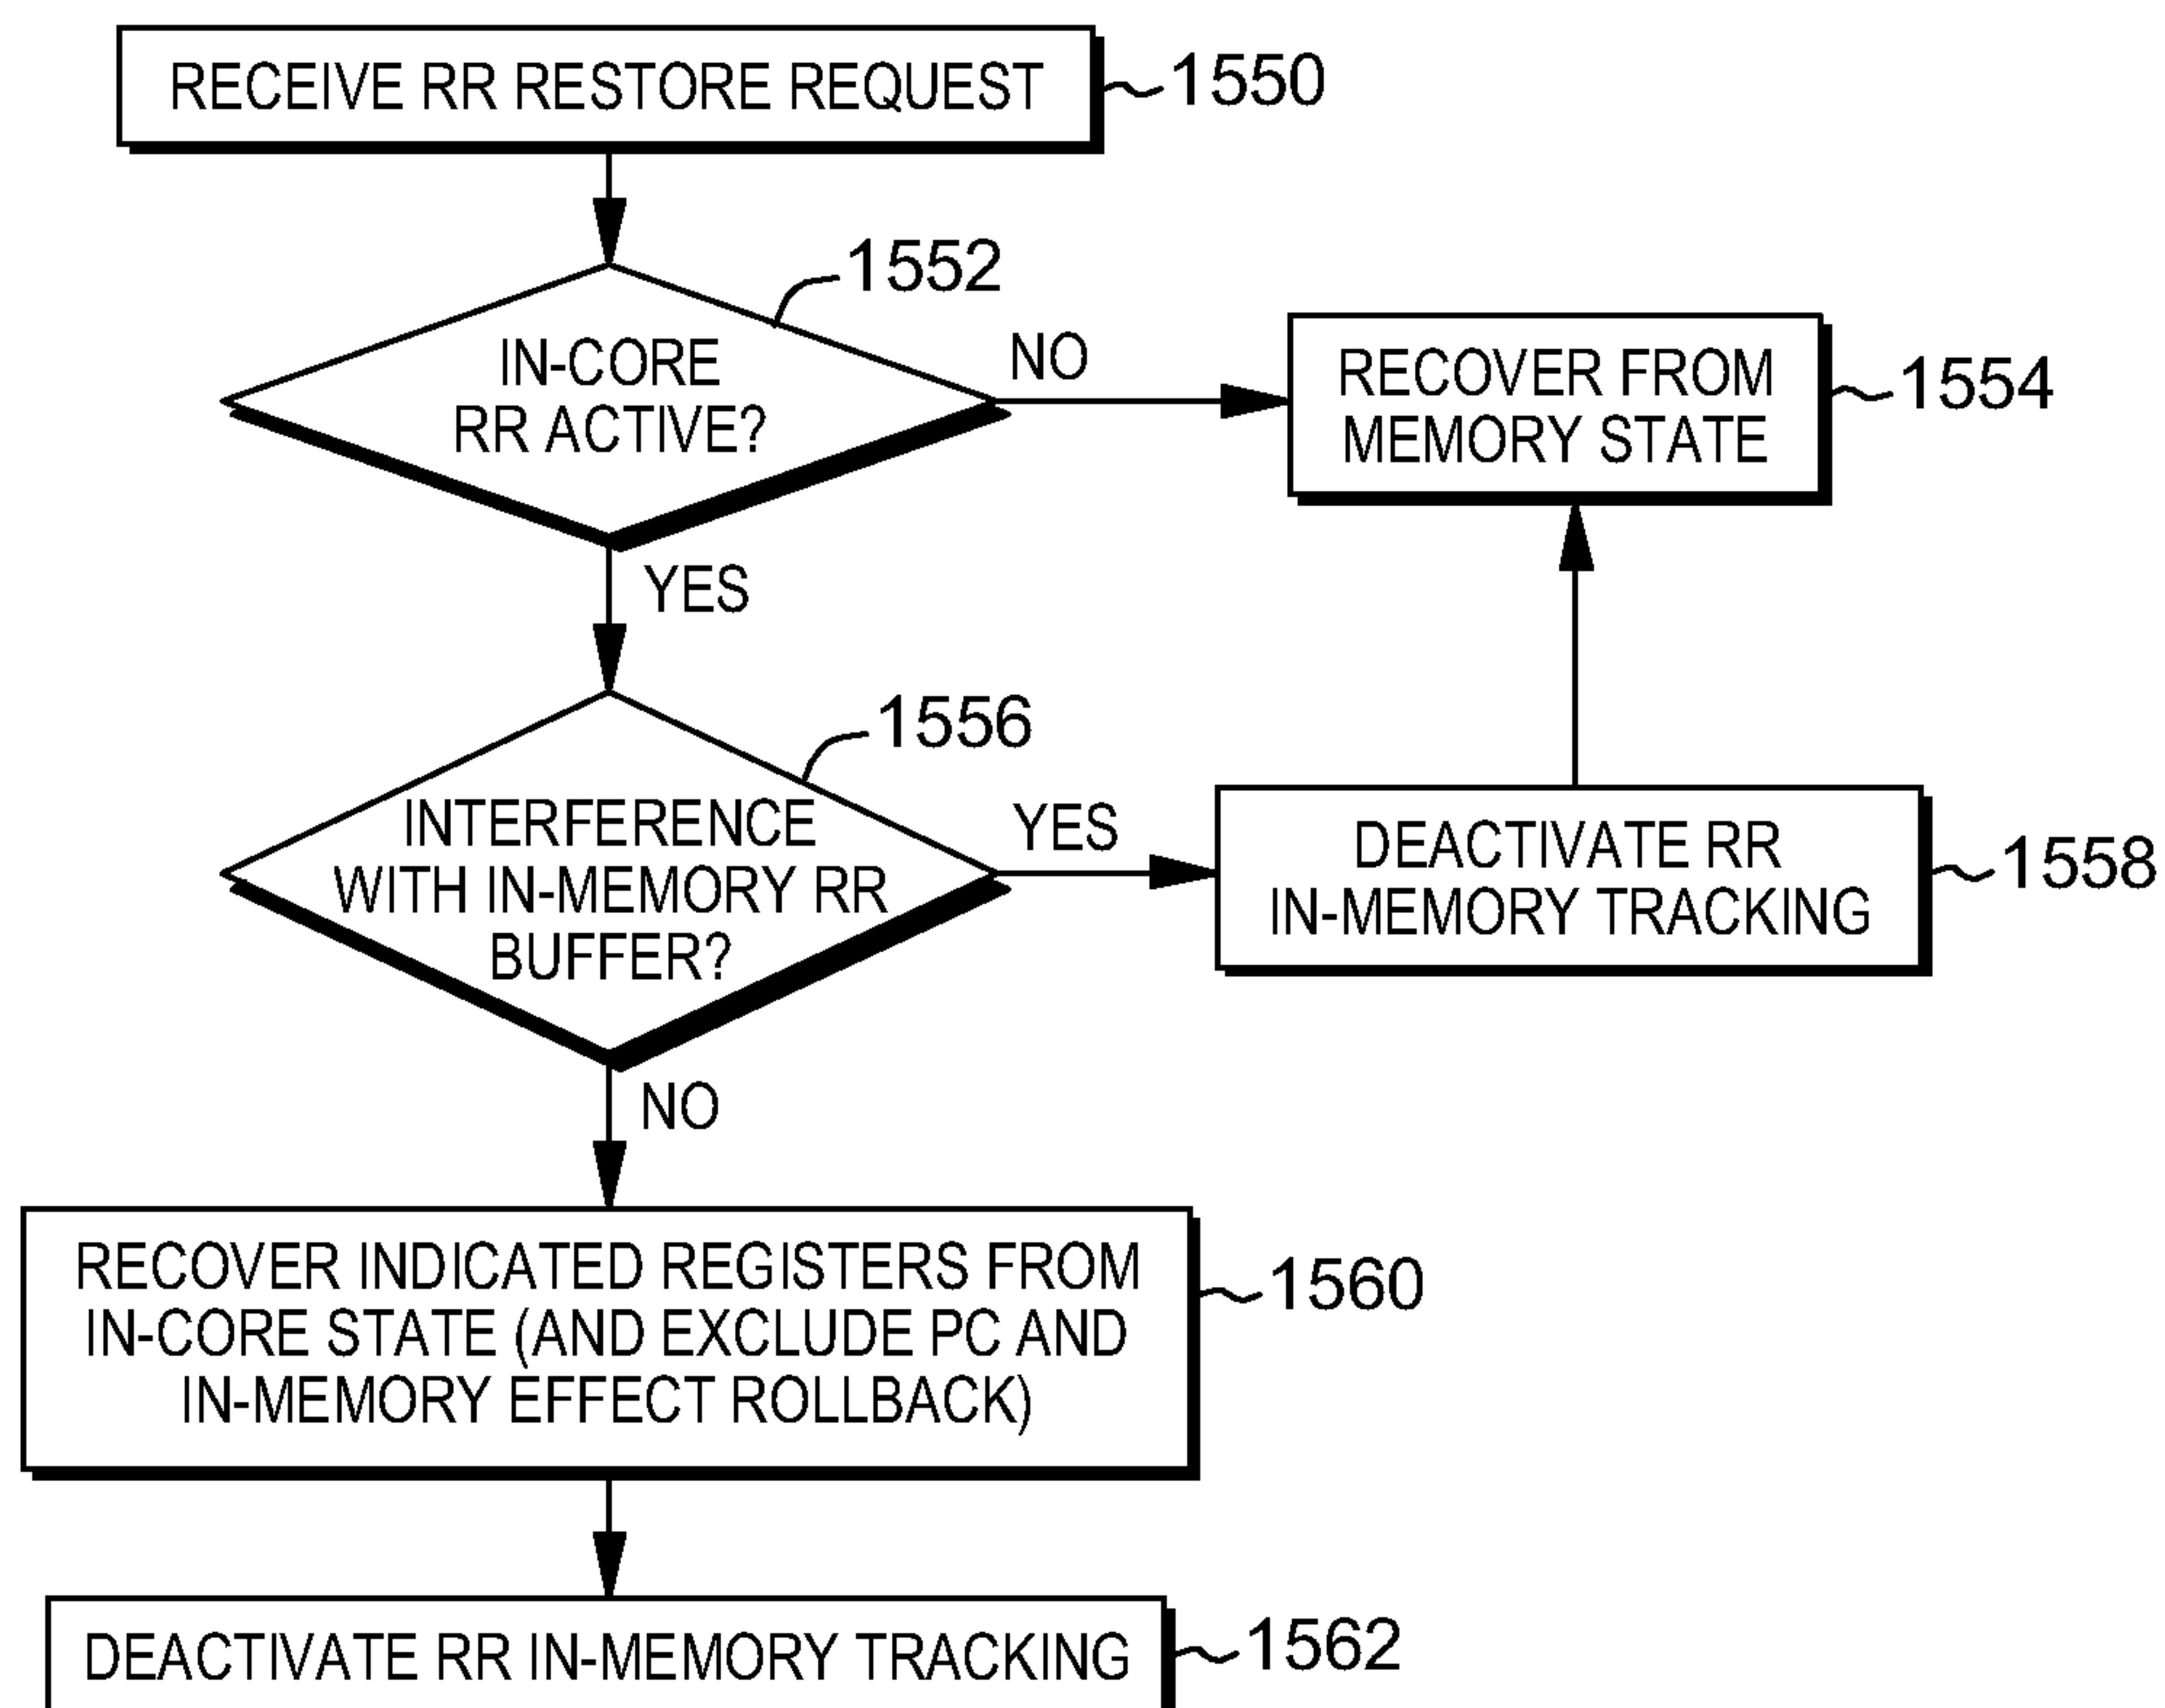 RECEIVE RR RESTORE REQUEST
1550
1552
IN-CORE
RR ACTIVE?
NO
RECOVER FROM
MEMORY STATE
1554
YES
1556
INTERFERENCE
WITH IN-MEMORY RR
BUFFER?
YES
DEACTIVATE RR
IN-MEMORY TRACKING
1558
NO
RECOVER INDICATED REGISTERS FROM
IN-CORE STATE (AND EXCLUDE PC AND
IN-MEMORY EFFECT ROLLBACK)
1560
DEACTIVATE RR IN-MEMORY TRACKING
1562